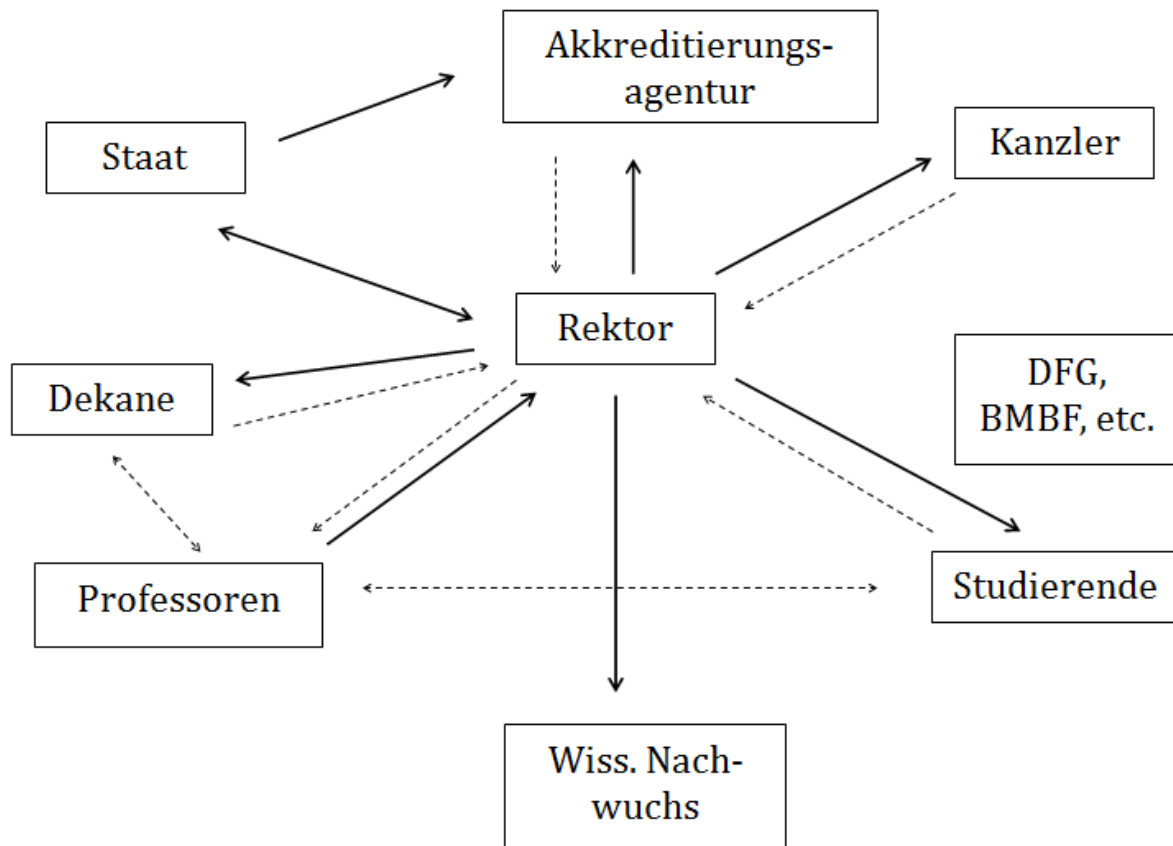 Akkreditierungs-
agentur
Staat
Kanzler
Rektor
DFG,
BMBF, etc.
Dekane
Professoren
Studierende
Wiss. Nach-
wuchs